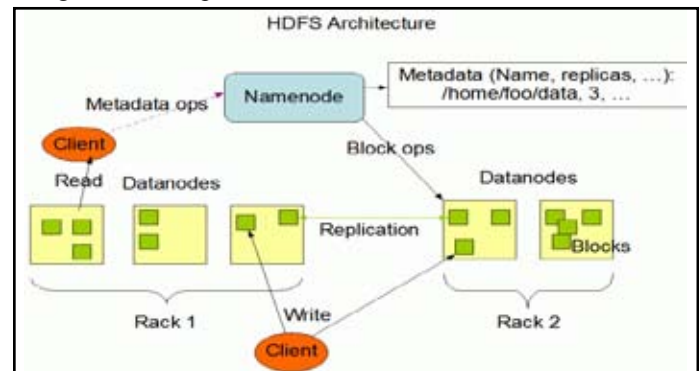 HDFS Architecture
Metadata (Name, replicas, ...):
/home/foo/data, 3, ...
Namenode
Metadata ops
Client
Block ops
Read
Datanodes
Datanodes
Replication
Blocks
Write
Rack 1
Rack 2
Client